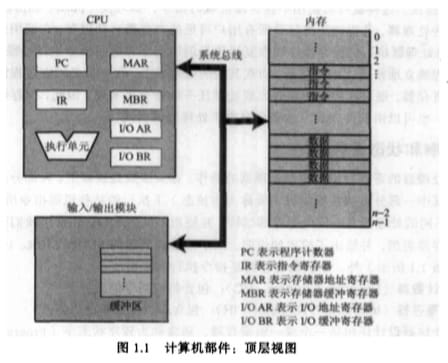 CPU
PC
MAR
IR
MBR
执行单元
I/O AR
I/O BR
系统总线
内存
0
1
2
指令
指令
指令
数据
数据
数据
数据
n-2
n-1
输入/输出模块
缓冲区
PC 表示程序计数器
IR 表示指令寄存器
MAR 表示存储器地址寄存器
MBR 表示存储器缓冲寄存器
I/O AR 表示 I/O 地址寄存器
I/O BR 表示 I/O 缓冲寄存器
图 1.1 计算机部件：顶层视图